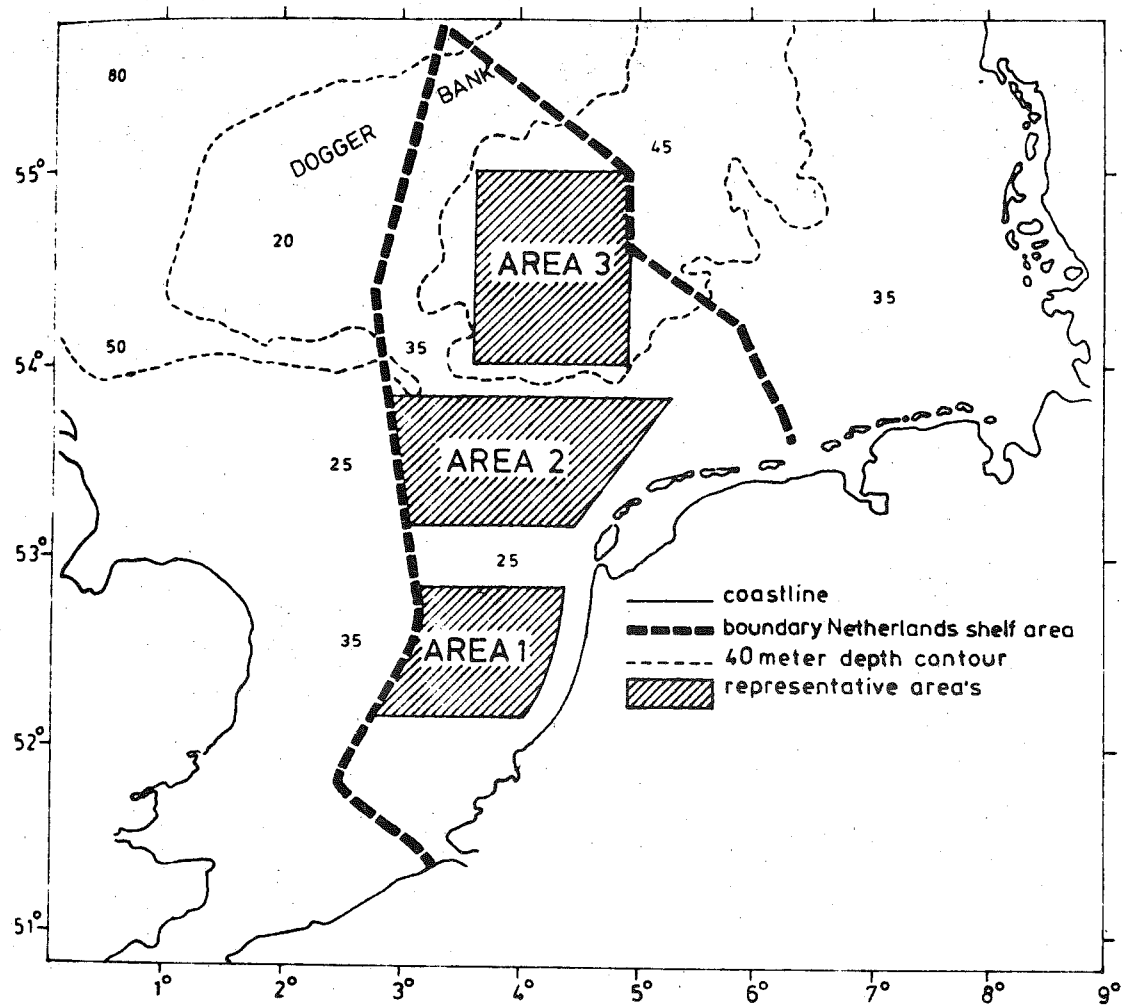 80
BANK
DOGGER
45
55°
20
AREA 3
35
50
35
54°
25
AREA 2
53°
25
35
AREA 1
coastline
boundary Netherlands shelf area
40 meter depth contour
representative area's
52°
51°
1° 2° 3° 4° 5° 6° 7° 8° 9°